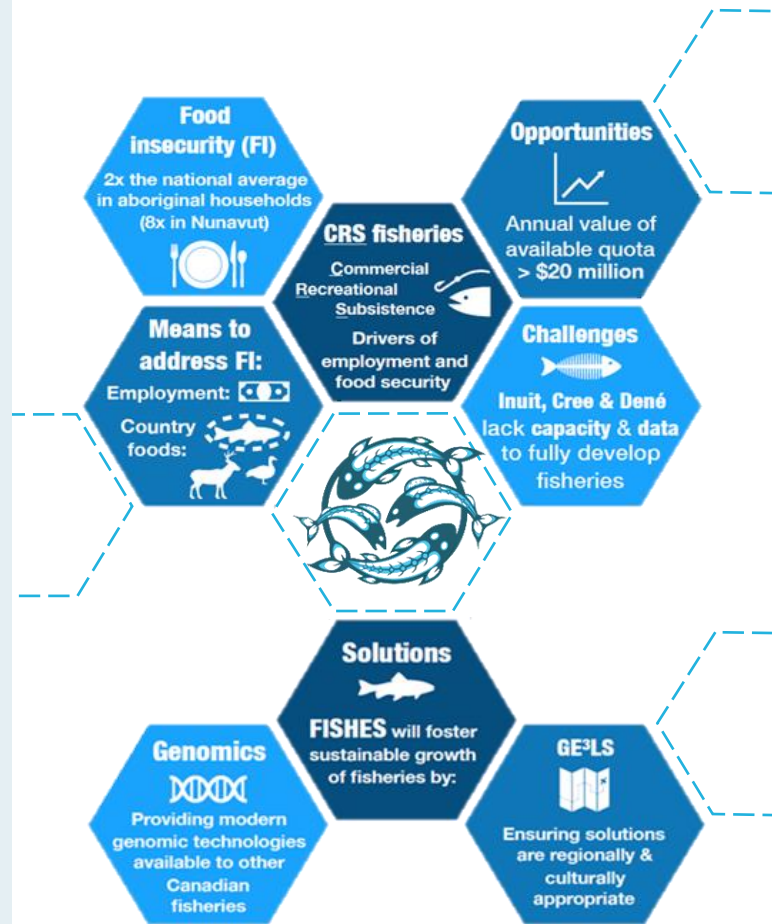 Food
insecurity (FI)
2x the national average
in aboriginal households
(8x in Nunavut)
Opportunities
Annual value of
available quota
> $20 million
CRS fisheries
Commercial
Recreational
Subsistence
Drivers of
employment and
food security
Means to
address FI:
Employment:
Country
foods:
Challenges
Inuit, Cree & Dené
lack capacity & data
to fully develop
fisheries
Solutions
FISHES will foster
sustainable growth
of fisheries by:
Genomics
Providing modern
genomic technologies
available to other
Canadian
fisheries
GE³LS
Ensuring solutions
are regionally &
culturally
appropriate